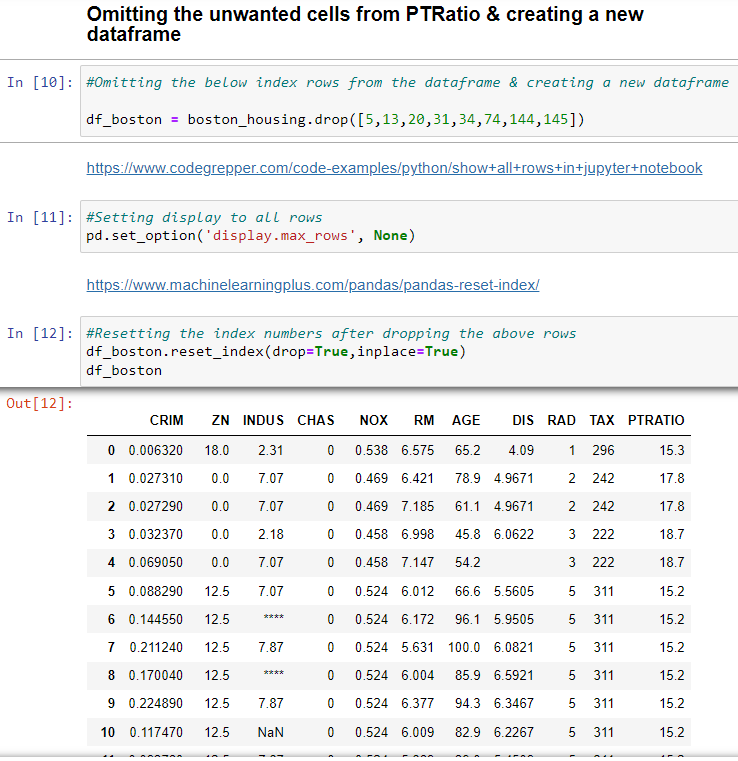 Omitting the unwanted cells from PTRatio & creating a new
dataframe
In [10]: #Omitting the below index rows from the dataframe & creating a new dataframe
df_boston = boston_housing.drop([5,13,20,31,34,74,144,145])
https://www.codegrepper.com/code-examples/python/show+all+rows+in+jupyter+notebook
In [11]: #Setting display to all rows
pd.set_option('display.max_rows', None)
https://www.machinelearningplus.com/pandas/pandas-reset-index/
In [12]: #Resetting the index numbers after dropping the above rows
df_boston.reset_index(drop=True,inplace=True)
df_boston
Out[12]:
CRIM ZN INDUS CHAS NOX RM AGE DIS RAD TAX PTRATIO
0 0.006320 18.0 2.31 0 0.538 6.575 65.2 4.09 1 296 15.3
1 0.027310 0.0 7.07 0 0.469 6.421 78.9 4.9671 2 242 17.8
2 0.027290 0.0 7.07 0 0.469 7.185 61.1 4.9671 2 242 17.8
3 0.032370 0.0 2.18 0 0.458 6.998 45.8 6.0622 3 222 18.7
4 0.069050 0.0 7.07 0 0.458 7.147 54.2 3 222 18.7
5 0.088290 12.5 7.07 0 0.524 6.012 66.6 5.5605 5 311 15.2
6 0.144550 12.5 **** 0 0.524 6.172 96.1 5.9505 5 311 15.2
7 0.211240 12.5 7.87 0 0.524 5.631 100.0 6.0821 5 311 15.2
8 0.170040 12.5 **** 0 0.524 6.004 85.9 6.5921 5 311 15.2
9 0.224890 12.5 7.87 0 0.524 6.377 94.3 6.3467 5 311 15.2
10 0.117470 12.5 NaN 0 0.524 6.009 82.9 6.2267 5 311 15.2